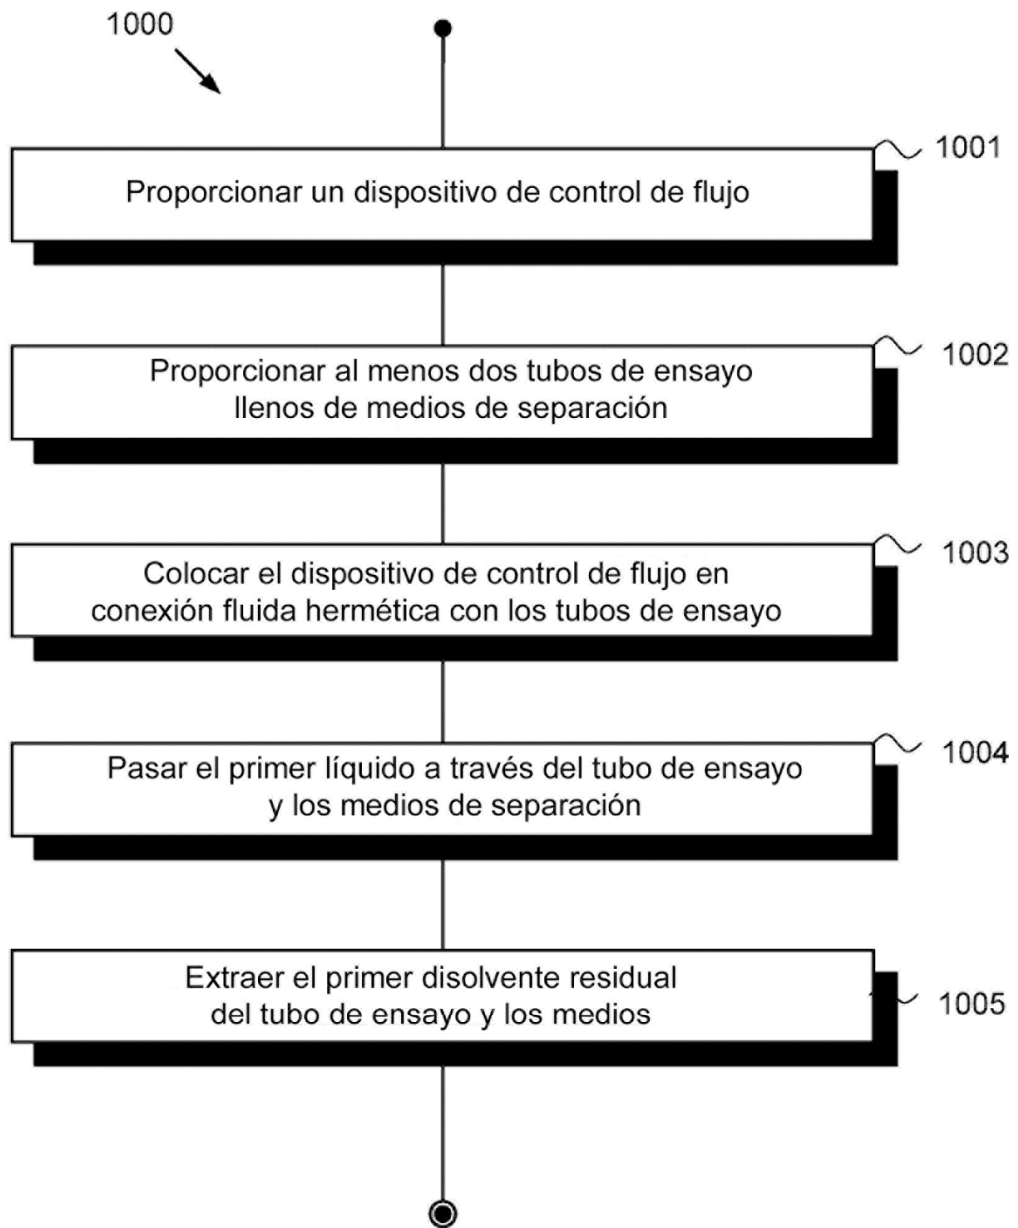 1000
1001
Proporcionar un dispositivo de control de flujo
1002
Proporcionar al menos dos tubos de ensayo
llenos de medios de separación
1003
Colocar el dispositivo de control de flujo en
conexión fluida hermética con los tubos de ensayo
1004
Pasar el primer líquido a través del tubo de ensayo
y los medios de separación
Extraer el primer disolvente residual
del tubo de ensayo y los medios
1005